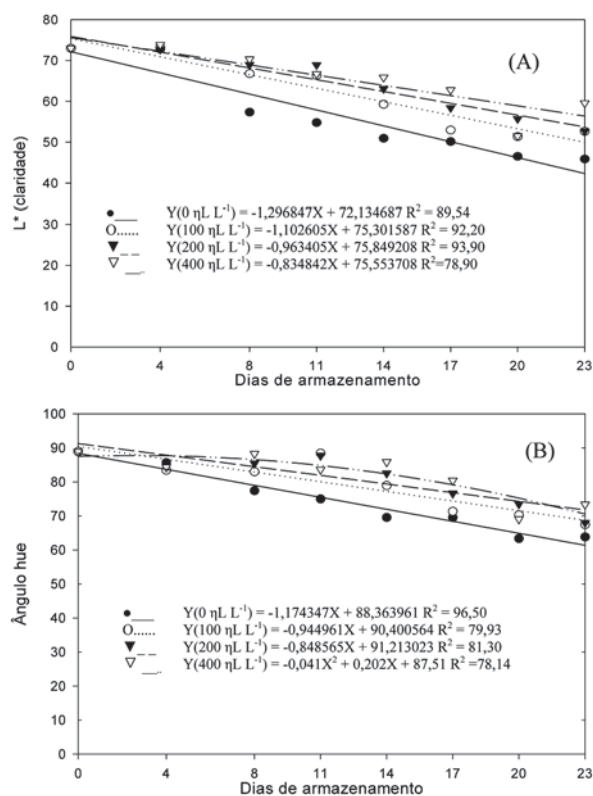 80
70
60
50
40
30
20
10
0
L* (claridade)
(A)
Y(0 ηL L⁻¹) = -1,296847X + 72,134687 R² = 89,54
Y(100 ηL L⁻¹) = -1,102605X + 75,301587 R² = 92,20
Y(200 ηL L⁻¹) = -0,963405X + 75,849208 R² = 93,90
Y(400 ηL L⁻¹) = -0,834842X + 75,553708 R²=78,90
0 4 8 11 14 17 20 23
Dias de armazenamento
100
90
80
70
60
50
40
30
20
10
0
Ângulo hue
(B)
Y(0 ηL L⁻¹) =-1,174347X + 88,363961 R² = 96,50
Y(100 ηL L⁻¹) =-0,944961X + 90,400564 R² = 79,93
Y(200 ηL L⁻¹) =-0,848565X + 91,213023 R² = 81,30
Y(400 ηL L⁻¹) =-0,041X² + 0,202X + 87,51 R² =78,14
0 4 8 11 14 17 20 23
Dias de armazenamento